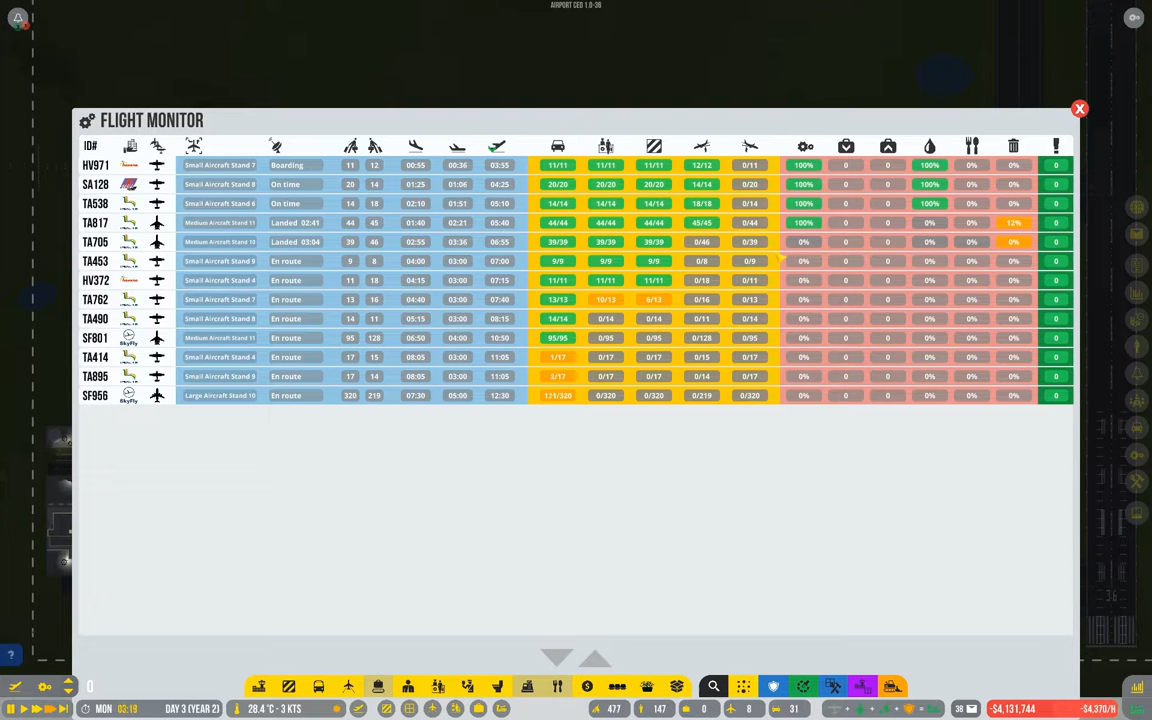 AIRPORT CEO 1.0-36
FLIGHT MONITOR
ID#
HV971 Small Aircraft Stand 7 Boarding 11 12 00:55 00:36 03:55 11/11 11/11 11/11 12/12 0/11 100% 0 0 100% 0% 0% 0
SA128 Small Aircraft Stand 8 On time 20 14 01:25 01:06 04:25 20/20 20/20 20/20 14/14 0/20 100% 0 0 100% 0% 0% 0
TA538 Small Aircraft Stand 6 On time 14 18 02:10 01:51 05:10 14/14 14/14 14/14 18/18 0/14 100% 0 0 100% 0% 0% 0
TA817 Medium Aircraft Stand 11 Landed 02:41 44 45 01:40 02:21 05:40 44/44 44/44 44/44 45/45 0/44 100% 0 0 0% 0% 12% 0
TA705 Medium Aircraft Stand 10 Landed 03:04 39 46 02:55 03:36 06:55 39/39 39/39 39/39 0/46 0/39 0% 0 0 0% 0% 0% 0
TA453 Small Aircraft Stand 9 En route 9 8 04:00 03:00 07:00 9/9 9/9 9/9 0/8 0/9 0% 0 0 0% 0% 0% 0
HV372 Small Aircraft Stand 4 En route 11 18 04:15 03:00 07:15 11/11 11/11 11/11 0/18 0/11 0% 0 0 0% 0% 0% 0
TA762 Small Aircraft Stand 7 En route 13 16 04:40 03:00 07:40 13/13 10/13 6/13 0/16 0/13 0% 0 0 0% 0% 0% 0
TA490 Small Aircraft Stand 8 En route 14 11 05:15 03:00 08:15 14/14 0/14 0/14 0/11 0/14 0% 0 0 0% 0% 0% 0
SF801 SkyFly Medium Aircraft Stand 11 En route 95 128 06:50 04:00 10:50 95/95 0/95 0/95 0/128 0/95 0% 0 0 0% 0% 0% 0
TA414 Small Aircraft Stand 4 En route 17 15 08:05 03:00 11:05 1/17 0/17 0/17 0/15 0/17 0% 0 0 0% 0% 0% 0
TA895 Small Aircraft Stand 9 En route 17 14 08:05 03:00 11:05 2/17 0/17 0/17 0/14 0/17 0% 0 0 0% 0% 0% 0
SF956 SkyFly Large Aircraft Stand 10 En route 320 219 07:30 05:00 12:30 121/320 0/320 0/320 0/219 0/320 0% 0 0 0% 0% 0% 0
36
?
0
MON 03:19 DAY 3 (YEAR 2) 28.4 °C - 3 KTS 477 147 0 8 31 38 -$4,131,744 -$4,370/H